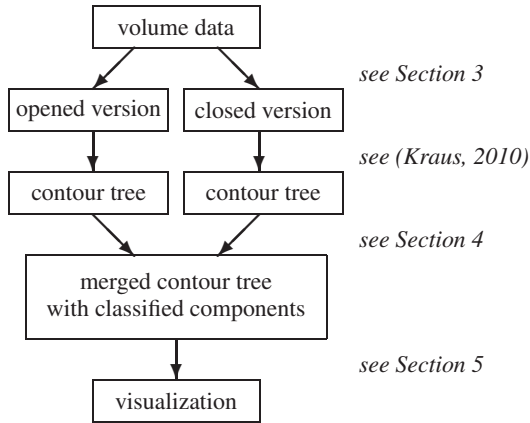 volume data
see Section 3
opened version
closed version
see (Kraus, 2010)
contour tree
contour tree
see Section 4
merged contour tree
with classified components
see Section 5
visualization